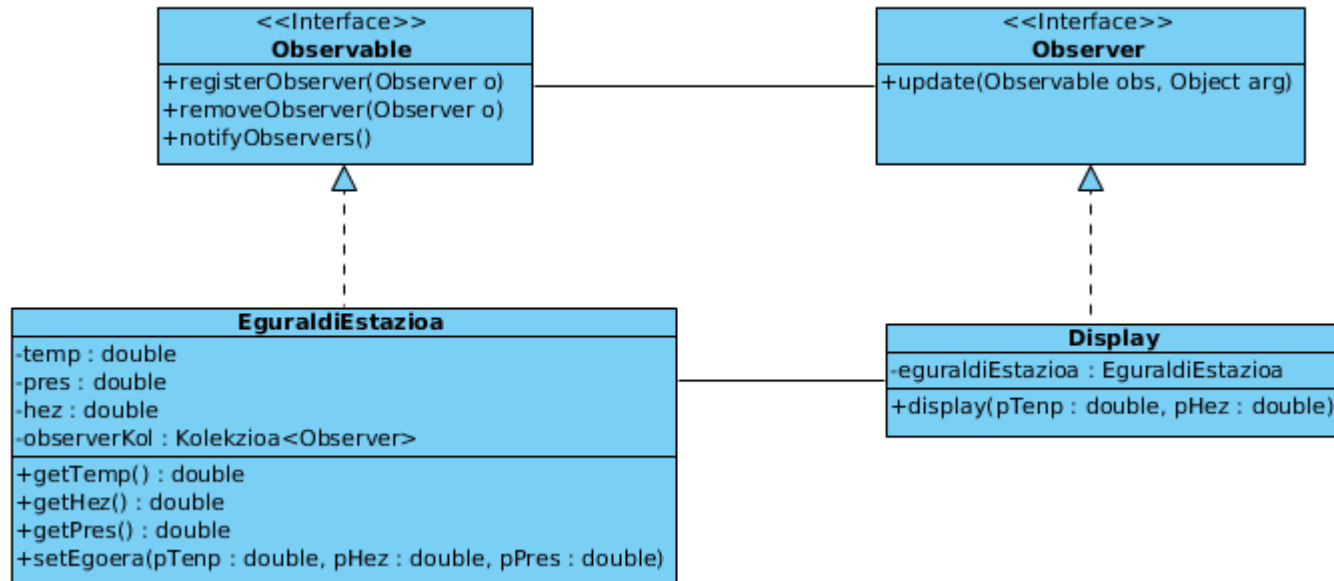 <<Interface>>
Observable
+registerObserver(Observer o)
+removeObserver(Observer o)
+notifyObservers()
<<Interface>>
Observer
+update(Observable obs, Object arg)
EguraldiEstazioa
-temp : double
-pres : double
-hez : double
-observerKol : Kolekzioa<Observer>
+getTemp() : double
+getHez() : double
+getPres() : double
+setEgoera(pTenp : double, pHez : double, pPres : double)
Display
-eguraldiEstazioa : EguraldiEstazioa
+display(pTenp : double, pHez : double)